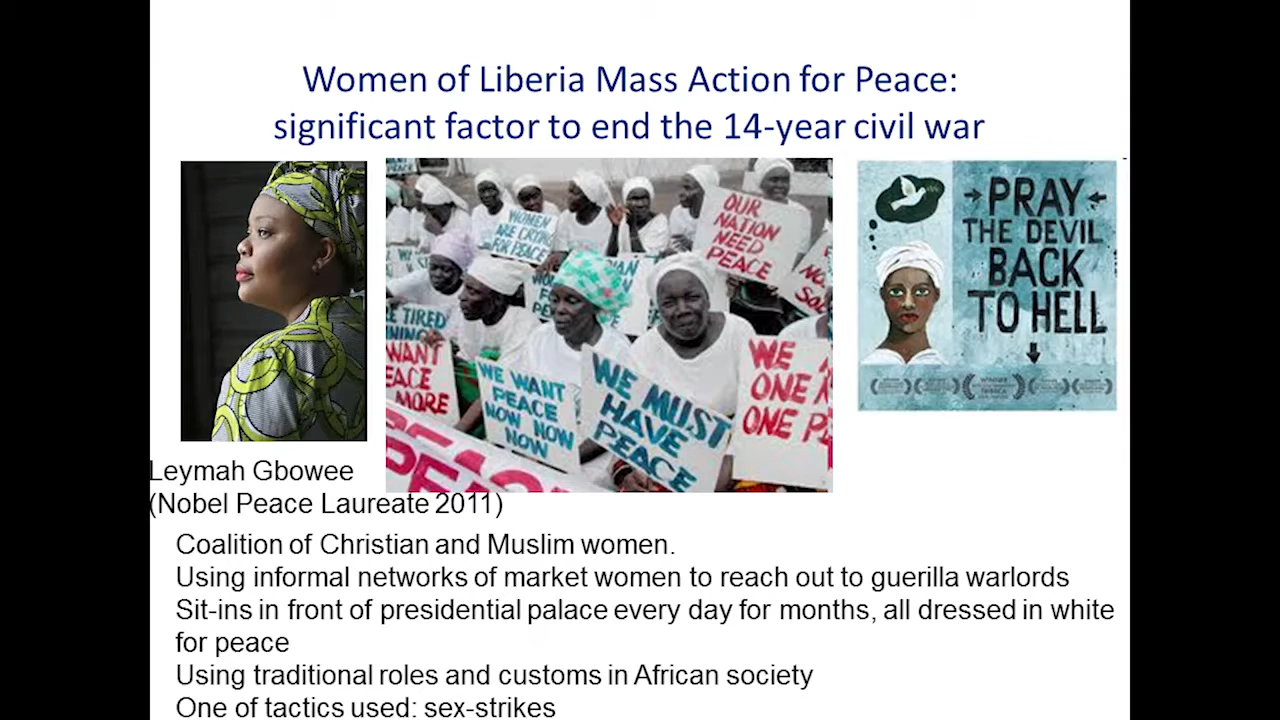 Women of Liberia Mass Action for Peace:
significant factor to end the 14-year civil war
WOMEN
ARE CRYING
FOR PEACE
OUR
NATION
NEED
PEACE
TIRED
WANT
MORE
WE WANT
PEACE
NOW NOW
NOW
WE MUST
HAVE
PEACE
WE
ONE
ONE
PRAY
THE DEVIL
BACK
TO HELL
WINNER
Leymah Gbowee
(Nobel Peace Laureate 2011)
Coalition of Christian and Muslim women.
Using informal networks of market women to reach out to guerilla warlords
Sit-ins in front of presidential palace every day for months, all dressed in white
for peace
Using traditional roles and customs in African society
One of tactics used: sex-strikes